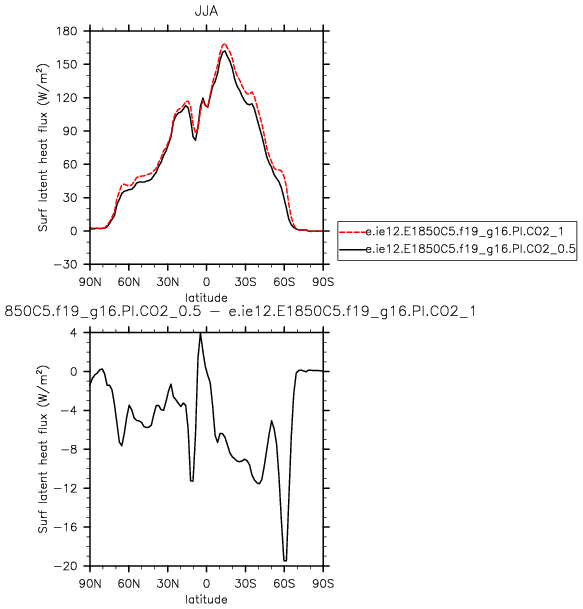 JJA
Surf latent heat flux (W/m²)
180
150
120
90
60
30
0
−30
90N 60N 30N 0 30S 60S 90S
latitude
e.ie12.E1850C5.f19_g16.PI.CO2_1
e.ie12.E1850C5.f19_g16.PI.CO2_0.5
850C5.f19_g16.PI.CO2_0.5 − e.ie12.E1850C5.f19_g16.PI.CO2_1
Surf latent heat flux (W/m²)
4
0
−4
−8
−12
−16
−20
90N 60N 30N 0 30S 60S 90S
latitude